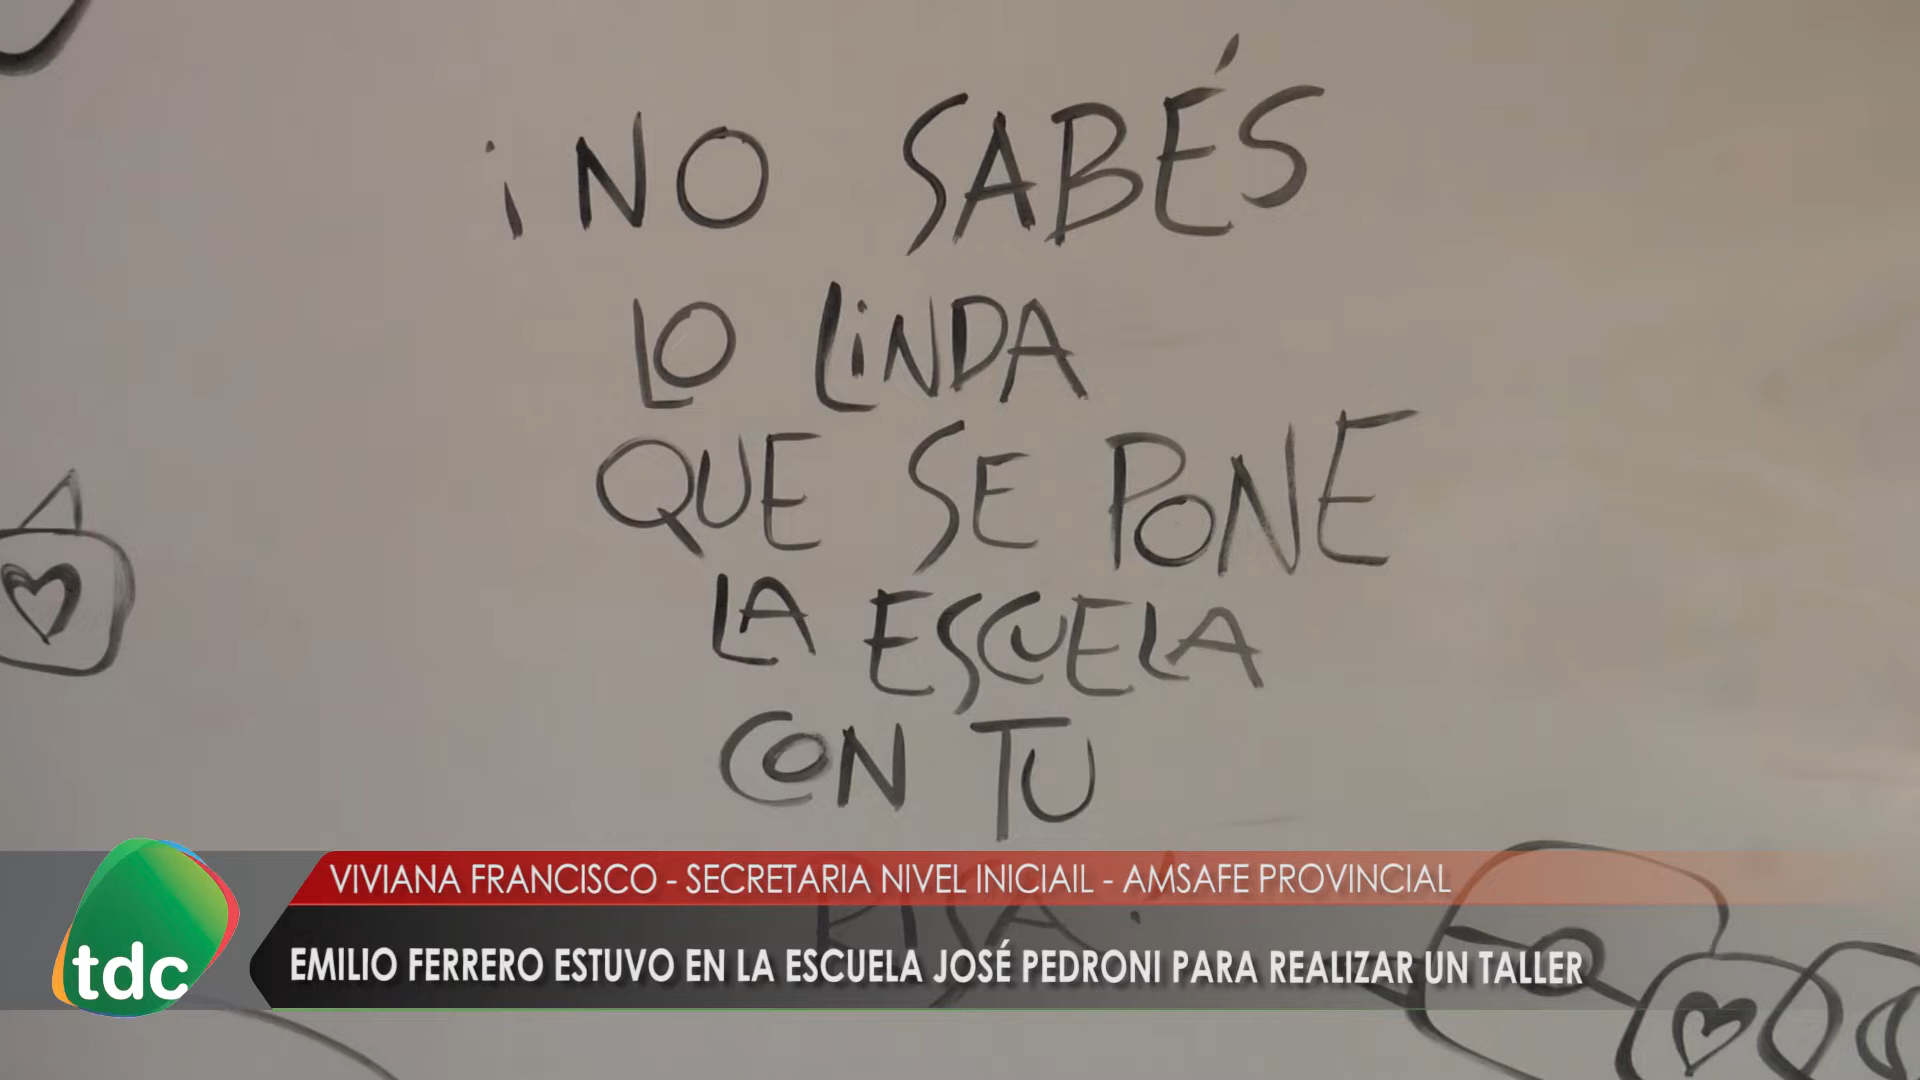 ¡NO SABÉS
LO LINDA
QUE SE PONE
LA ESCUELA
CON TU
RISA!
VIVIANA FRANCISCO - SECRETARIA NIVEL INICIAIL - AMSAFE PROVINCIAL
EMILIO FERRERO ESTUVO EN LA ESCUELA JOSÉ PEDRONI PARA REALIZAR UN TALLER
tdc